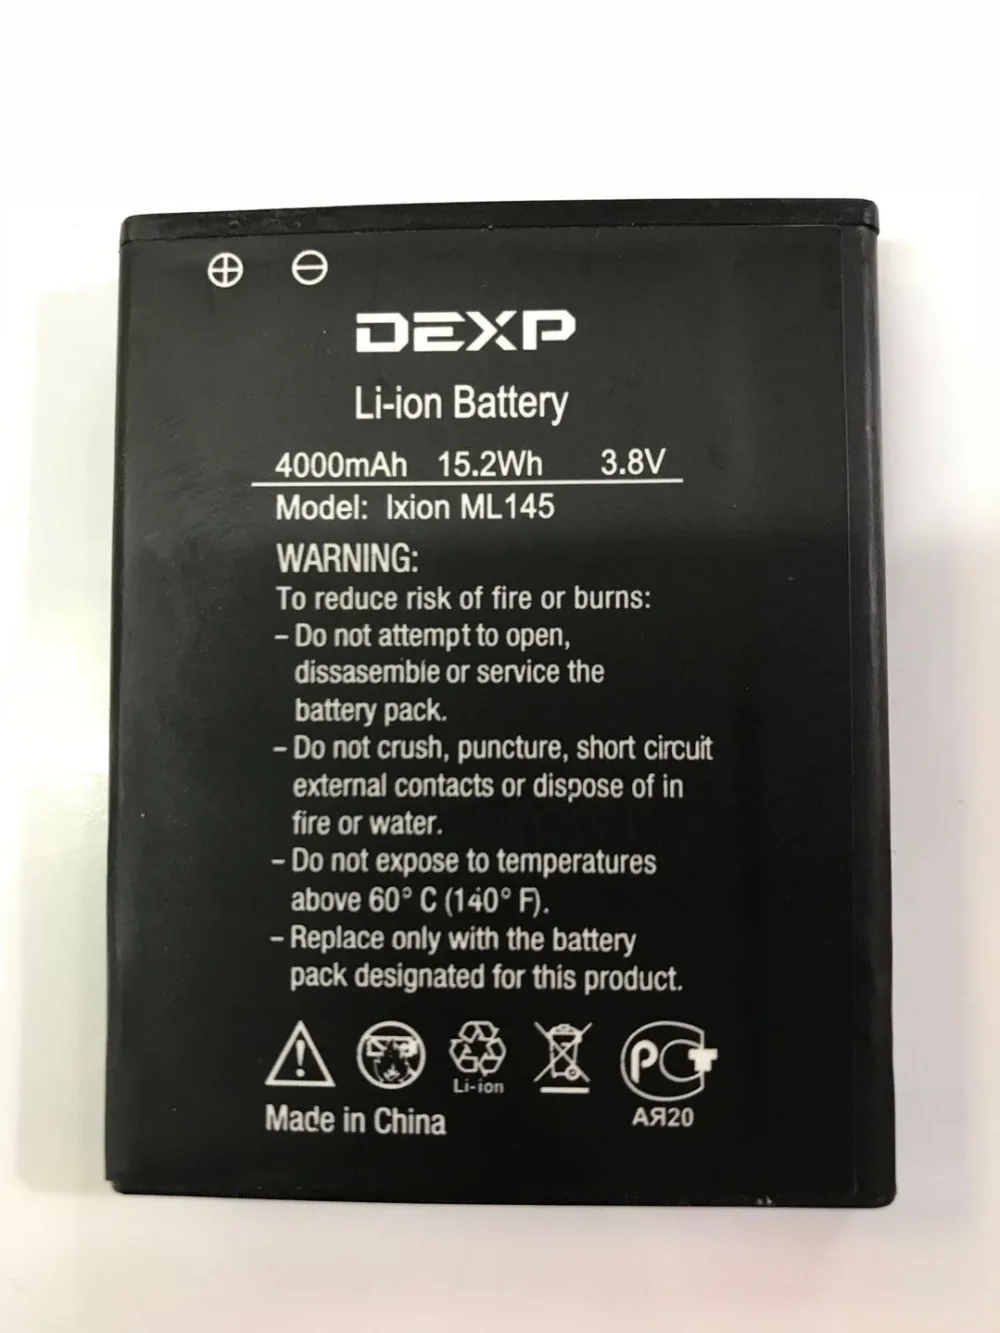 DEXP
Li-ion Battery
4000mAh 15.2Wh 3.8V
Model: Ixion ML145
WARNING:
To reduce risk of fire or burns:
– Do not attempt to open,
dissasemble or service the
battery pack.
– Do not crush, puncture, short circuit
external contacts or dispose of in
fire or water.
– Do not expose to temperatures
above 60° C (140° F).
– Replace only with the battery
pack designated for this product.
Li-ion
РСТ
АЯ20
Made in China